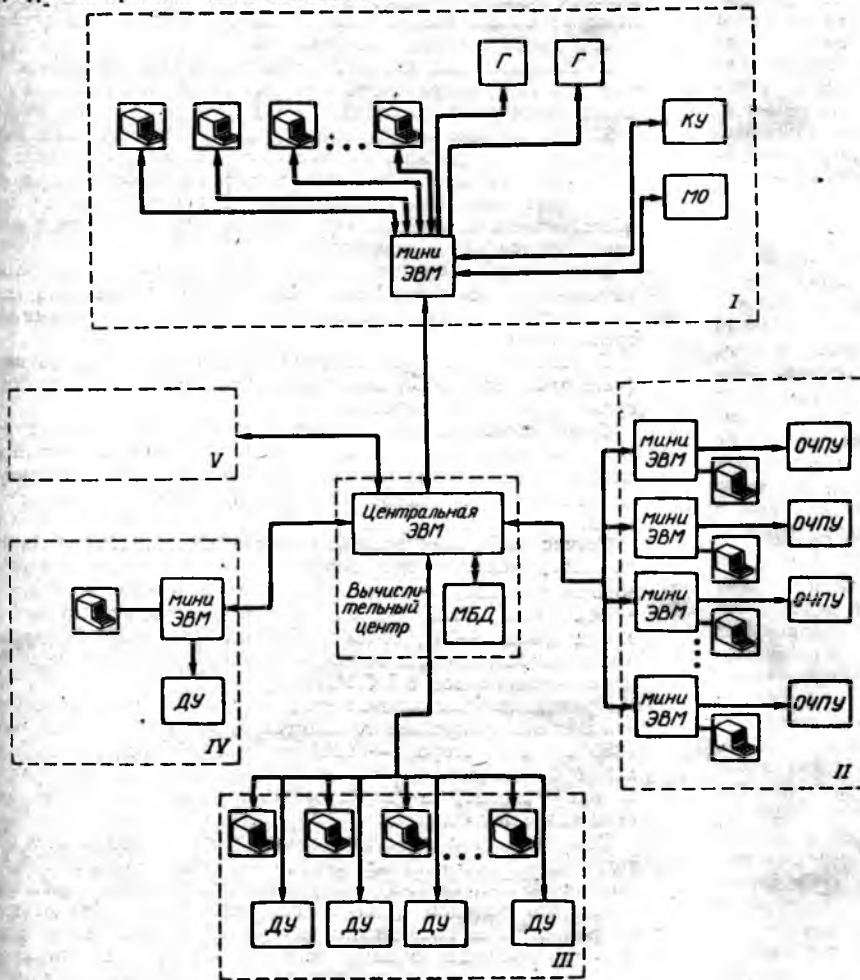 Г Г
КУ
МО
мини
ЭВМ
I
V
Центральная
ЭВМ
Вычисли-
тельный
центр
МБД
мини
ЭВМ
ДУ
IV
мини
ЭВМ
ОЧПУ
мини
ЭВМ
ОЧПУ
мини
ЭВМ
ОЧПУ
мини
ЭВМ
ОЧПУ
II
ДУ ДУ ДУ ДУ
III